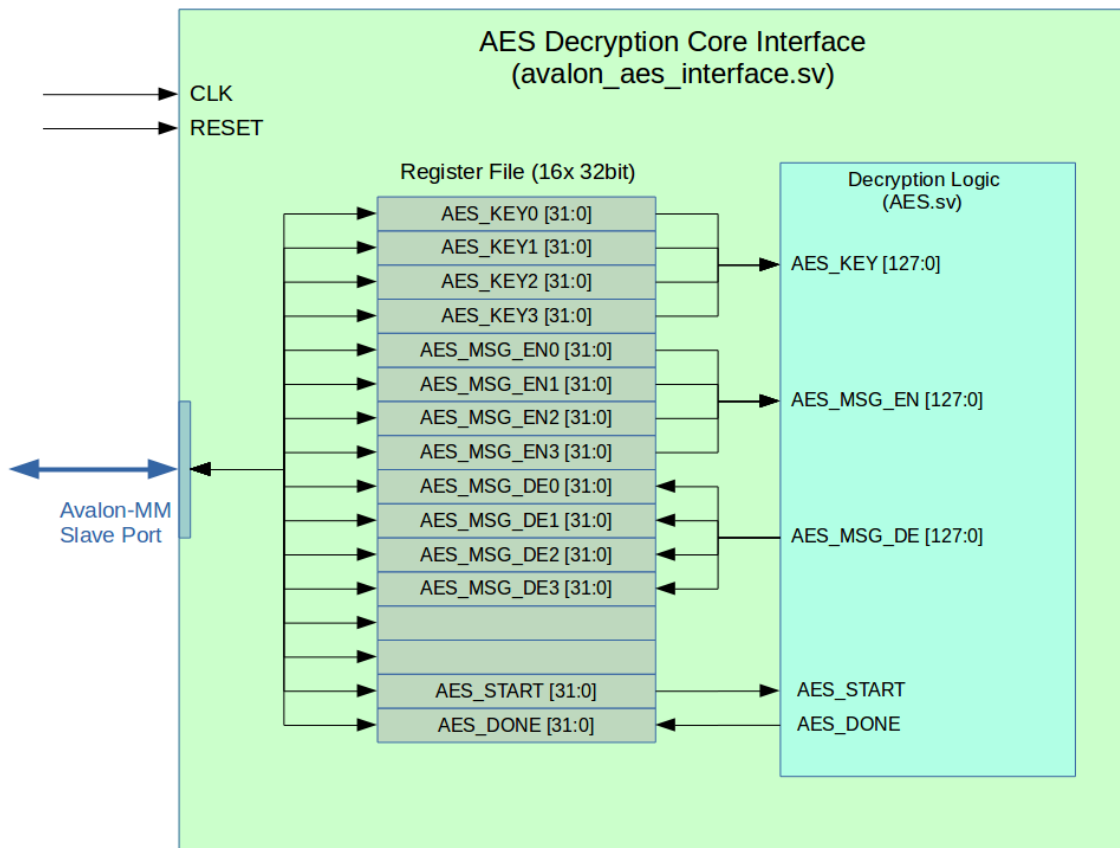 AES Decryption Core Interface
(avalon_aes_interface.sv)
CLK
RESET
Register File (16x 32bit)
AES_KEY0 [31:0]
AES_KEY1 [31:0]
AES_KEY2 [31:0]
AES_KEY3 [31:0]
AES_MSG_EN0 [31:0]
AES_MSG_EN1 [31:0]
AES_MSG_EN2 [31:0]
AES_MSG_EN3 [31:0]
AES_MSG_DE0 [31:0]
AES_MSG_DE1 [31:0]
AES_MSG_DE2 [31:0]
AES_MSG_DE3 [31:0]
AES_START [31:0]
AES_DONE [31:0]
Decryption Logic
(AES.sv)
AES_KEY [127:0]
AES_MSG_EN [127:0]
AES_MSG_DE [127:0]
AES_START
AES_DONE
Avalon-MM
Slave Port